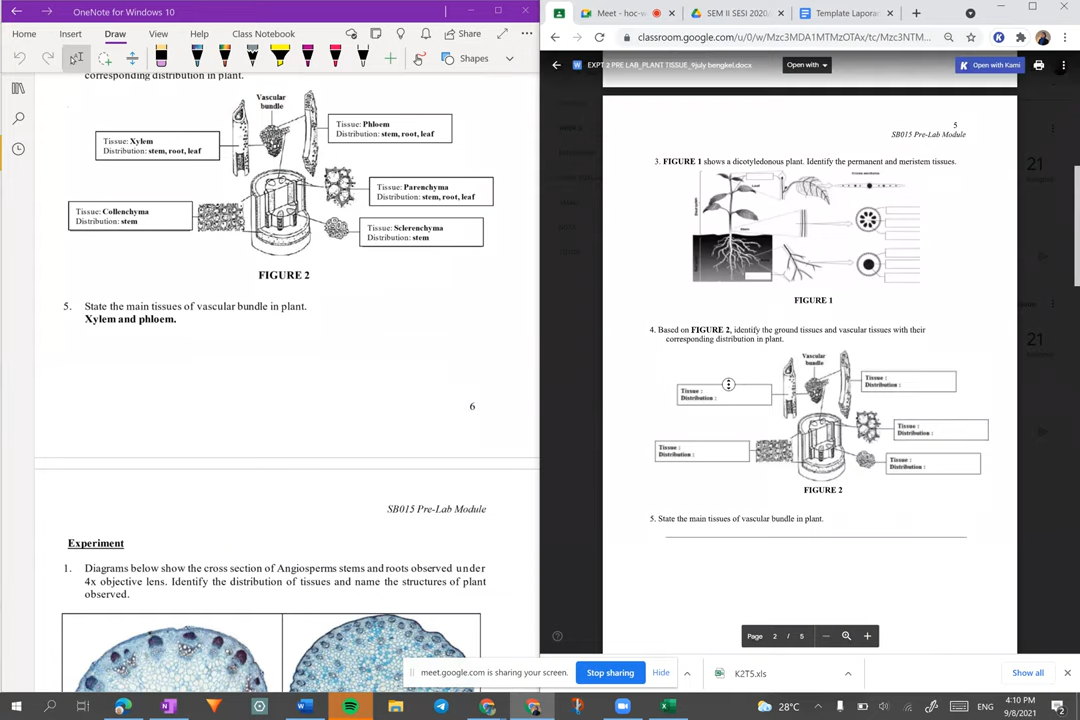 OneNote for Windows 10
Home Insert Draw View Help Class Notebook Share
Shapes
corresponding distribution in plant.
Vascular
bundle
Tissue: Phloem
Distribution: stem, root, leaf
Tissue: Xylem
Distribution: stem, root, leaf
Tissue: Parenchyma
Distribution: stem, root, leaf
Tissue: Collenchyma
Distribution: stem
Tissue: Sclerenchyma
Distribution: stem
FIGURE 2
5. State the main tissues of vascular bundle in plant.
Xylem and phloem.
6
SB015 Pre-Lab Module
Experiment
1. Diagrams below show the cross section of Angiosperms stems and roots observed under
4x objective lens. Identify the distribution of tissues and name the structures of plant
observed.
Meet - hoc-w
SEM II SESI 2020/
Template Lapora
classroom.google.com/u/0/w/Mzc3MDA1MTMzOTAx/tc/Mzc3NTM...
EXPT 2 PRE LAB_PLANT TISSUE_9july bengkel.docx
Open with
Open with Kami
5
SB015 Pre-Lab Module
3. FIGURE 1 shows a dicotyledonous plant. Identify the permanent and meristem tissues.
FIGURE 1
4. Based on FIGURE 2, identify the ground tissues and vascular tissues with their
corresponding distribution in plant.
Vascular
bundle
Tissue :
Distribution :
Tissue :
Distribution :
Tissue :
Distribution :
Tissue :
Distribution :
Tissue :
Distribution :
FIGURE 2
5. State the main tissues of vascular bundle in plant.
21
21
Page 2 / 5
meet.google.com is sharing your screen.
Stop sharing
Hide
K2T5.xls
Show all
28°C
ENG
4:10 PM
9/8/2021
2